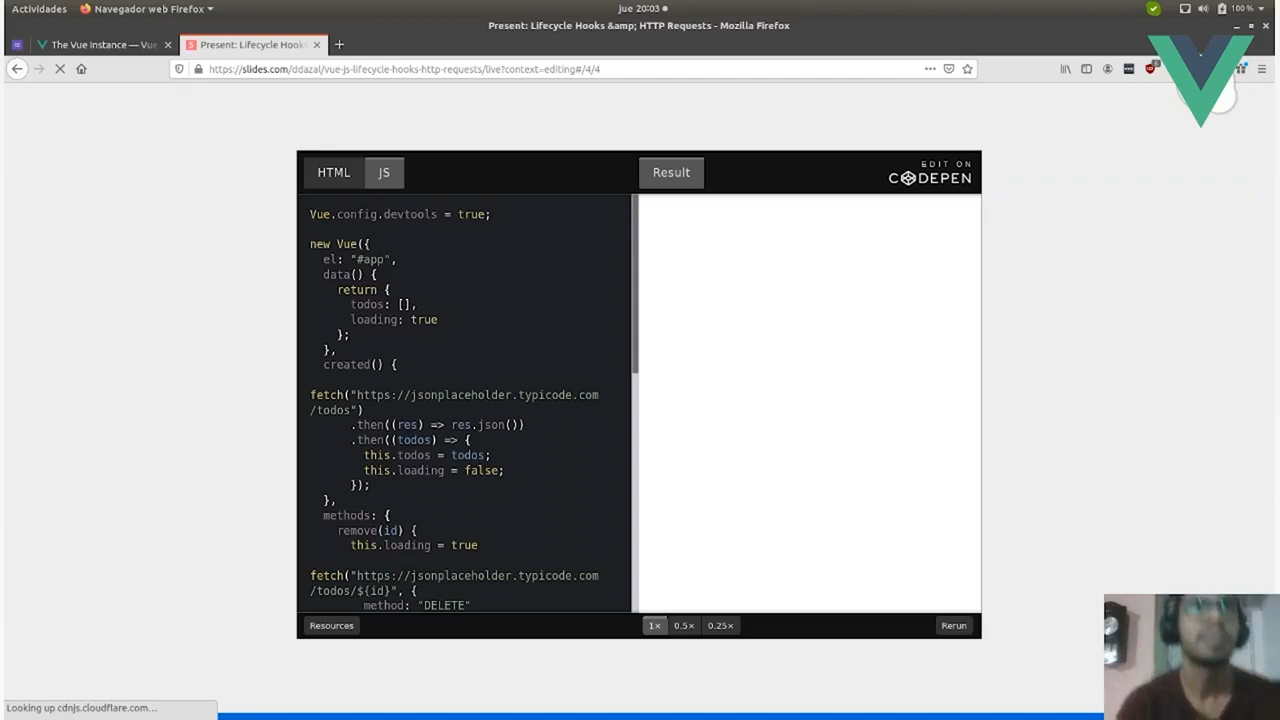 Actividades
Navegador web Firefox
jue 20:03
100 %
Present: Lifecycle Hooks &amp; HTTP Requests - Mozilla Firefox
The Vue Instance — Vue
Present: Lifecycle Hooks
https://slides.com/ddazal/vue-js-lifecycle-hooks-http-requests/live?context=editing#/4/4
HTML
JS
Result
EDIT ON
CODEPEN
Vue.config.devtools = true;
new Vue({
el: "#app",
data() {
return {
todos: [],
loading: true
};
},
created() {
fetch("https://jsonplaceholder.typicode.com
/todos")
.then((res) => res.json())
.then((todos) => {
this.todos = todos;
this.loading = false;
});
},
methods: {
remove(id) {
this.loading = true
fetch("https://jsonplaceholder.typicode.com
/todos/${id}", {
method: "DELETE"
Resources
1×
0.5×
0.25×
Rerun
Looking up cdnjs.cloudflare.com...